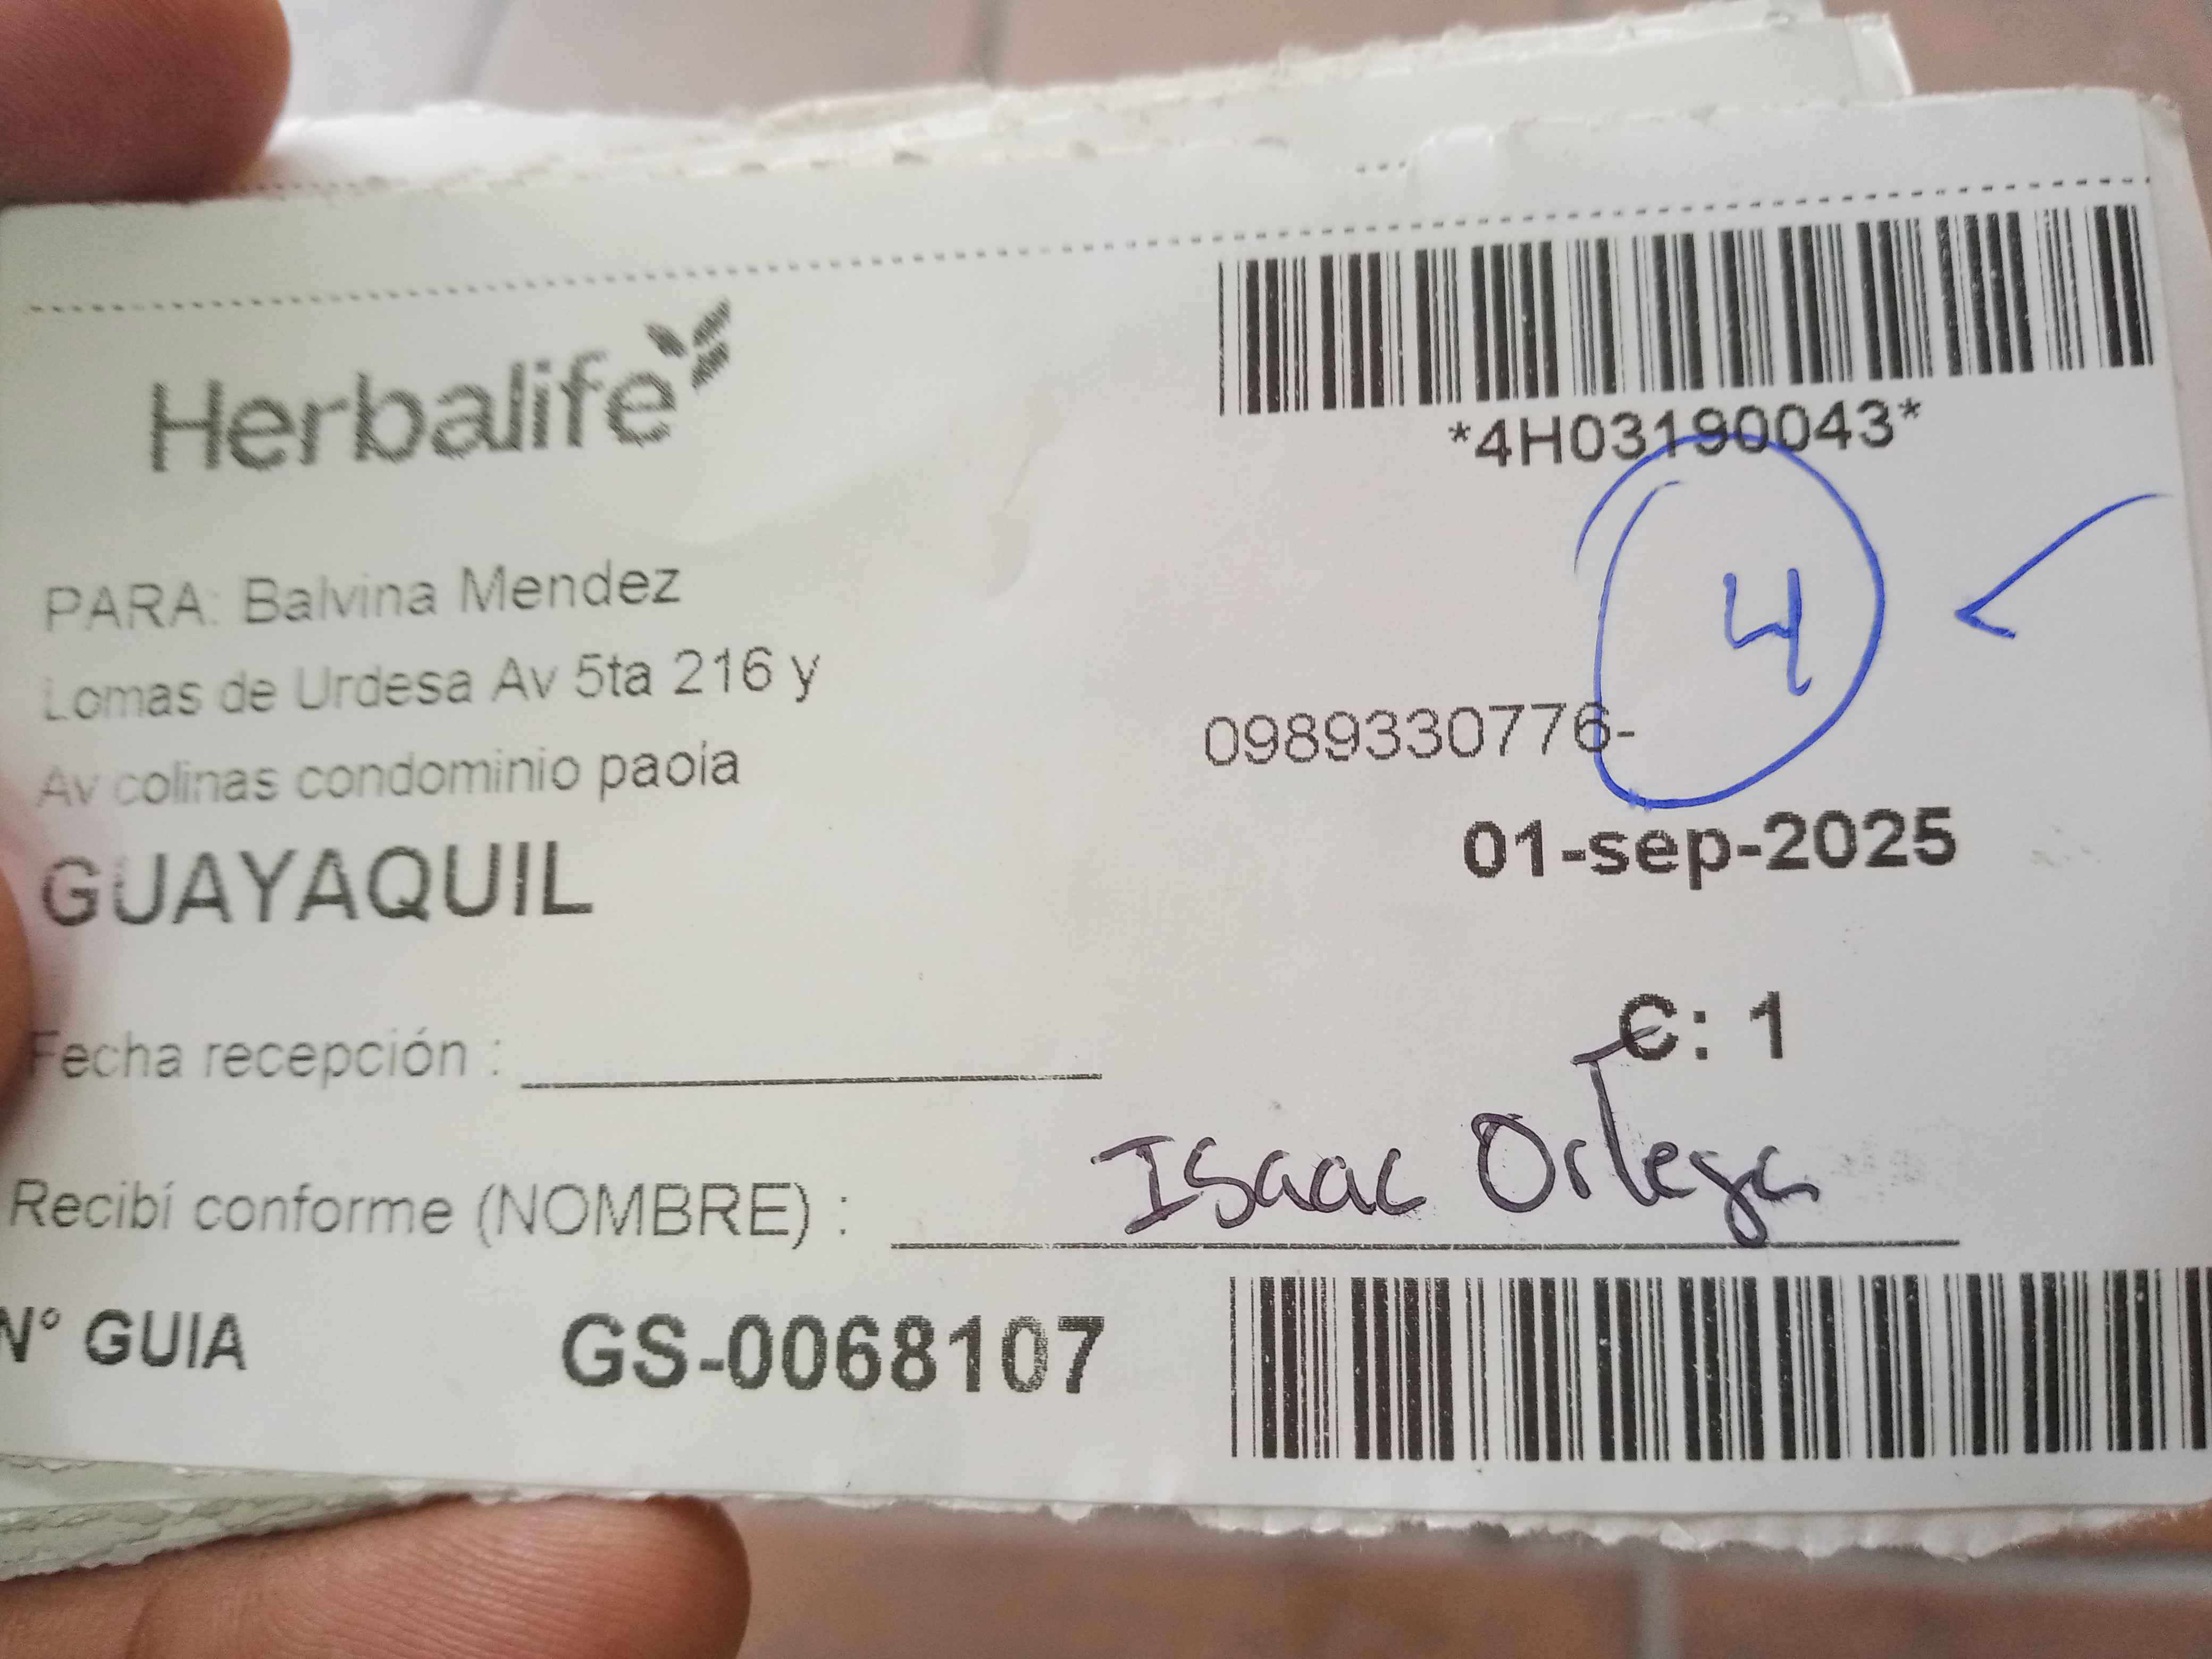 Herbalife
*4H03190043*
4
PARA: Balvina Mendez
Lomas de Urdesa Av 5ta 216 y
0989330776-
Av colinas condominio paola
GUAYAQUIL
01-sep-2025
C: 1
Fecha recepción :
Recibí conforme (NOMBRE) : Isaac Ortega
N° GUIA GS-0068107